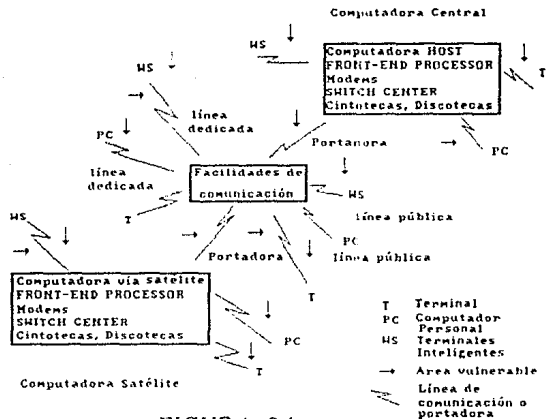 Computadora Central
WS
Computadora HOST
FRONT-END PROCESSOR
Modems
SWITCH CENTER
Cintotecas, Discotecas
T
PC
WS
línea
dedicada
PC
línea
dedicada
T
Portanora
Facilidades de
comunicación
WS
línea pública
PC
línea pública
T
Portadora
WS
Computadora vía Satélite
FRONT-END PROCESSOR
Modems
SWITCH CENTER
Cintotecas, Discotecas
PC
T
Computadora Satélite
T Terminal
PC Computador
Personal
WS Terminales
Inteligentes
Area vulnerable
Línea de
comunicación o
portadora